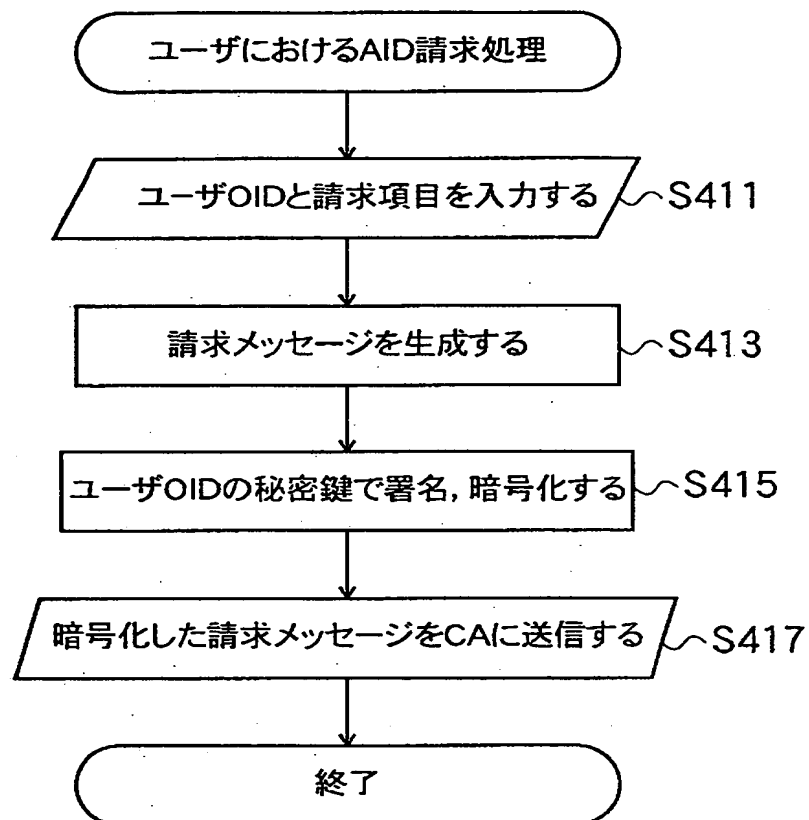 ユーザにおけるAID請求処理
ユーザOIDと請求項目を入力する
S411
請求メッセージを生成する
S413
ユーザOIDの秘密鍵で署名,暗号化する
S415
暗号化した請求メッセージをCAに送信する
S417
終了